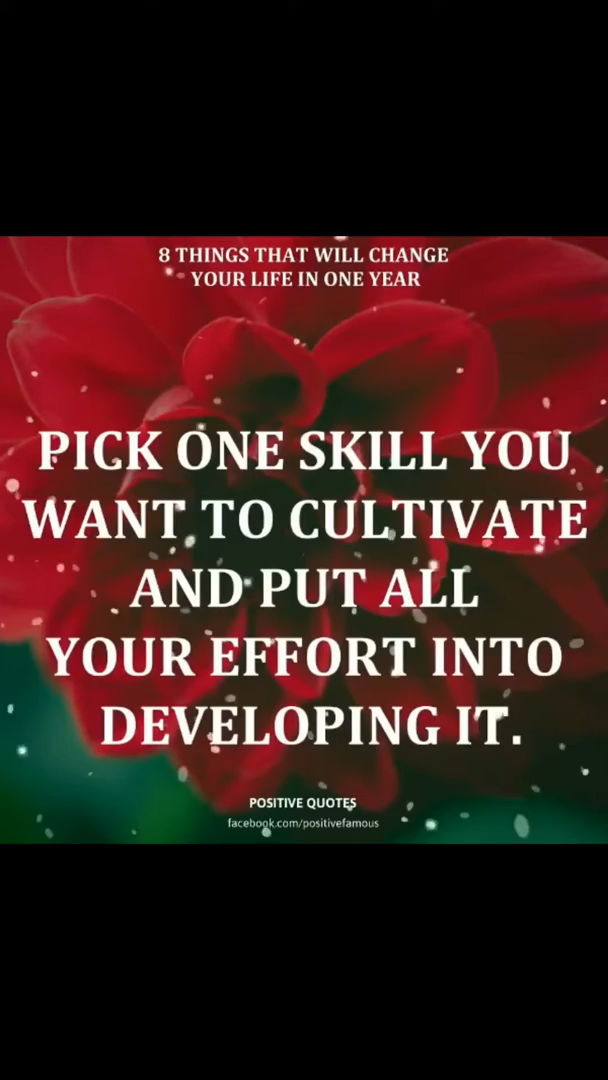 8 THINGS THAT WILL CHANGE
YOUR LIFE IN ONE YEAR
PICK ONE SKILL YOU
WANT TO CULTIVATE
AND PUT ALL
YOUR EFFORT INTO
DEVELOPING IT.
POSITIVE QUOTES
facebook.com/positivefamous